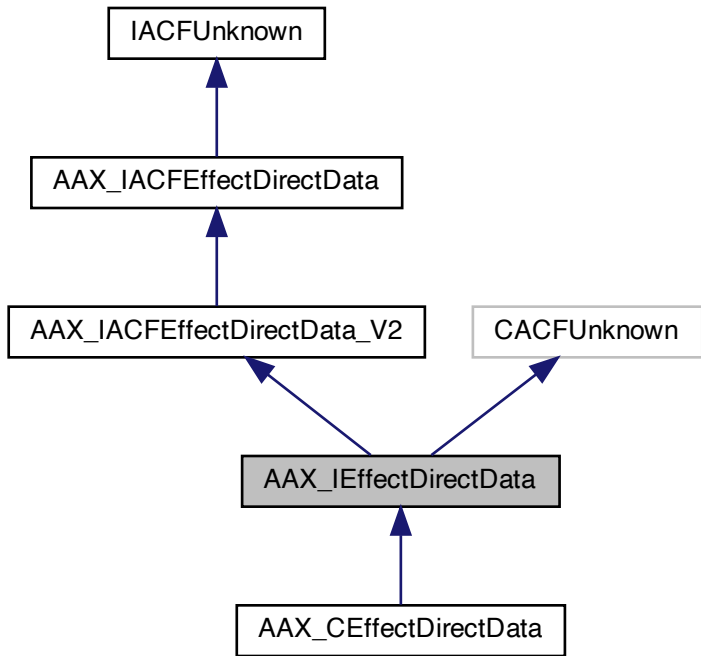 IACFUnknown
AAX_IACFEffectDirectData
AAX_IACFEffectDirectData_V2
CACFUnknown
AAX_IEffectDirectData
AAX_CEffectDirectData